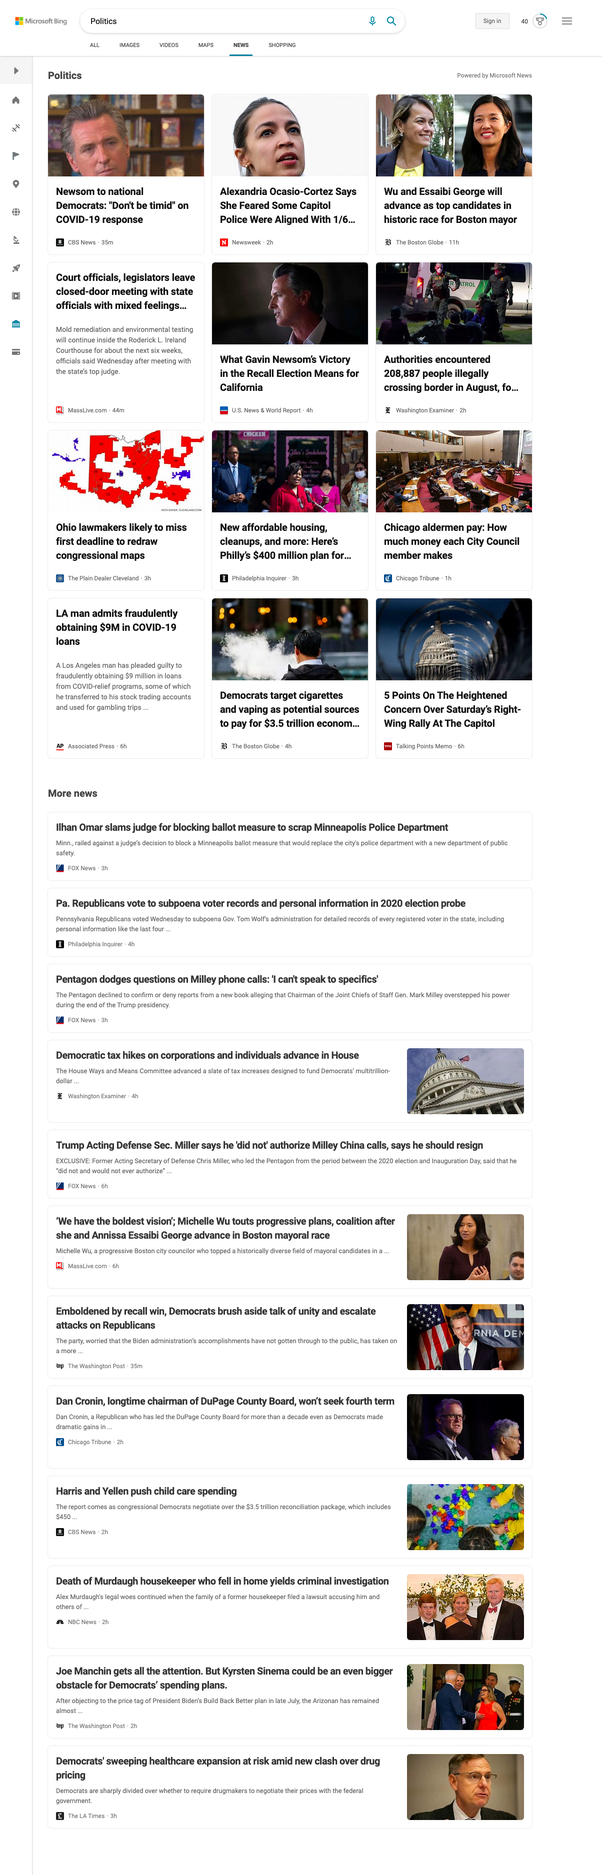 Microsoft Bing
Politics
Sign in
40
ALL
IMAGES
VIDEOS
MAPS
NEWS
SHOPPING
Politics
Powered by Microsoft News
Newsom to national
Democrats: "Don't be timid" on
COVID-19 response
CBS News · 35m
Alexandria Ocasio-Cortez Says
She Feared Some Capitol
Police Were Aligned With 1/6...
Newsweek · 2h
Wu and Essaibi George will
advance as top candidates in
historic race for Boston mayor
The Boston Globe · 11h
Court officials, legislators leave
closed-door meeting with state
officials with mixed feelings...
Mold remediation and environmental testing
will continue inside the Roderick L. Ireland
Courthouse for about the next six weeks,
officials said Wednesday after meeting with
the state's top judge.
MassLive.com · 44m
What Gavin Newsom's Victory
in the Recall Election Means for
California
U.S. News & World Report · 4h
Authorities encountered
208,887 people illegally
crossing border in August, fo...
Washington Examiner · 2h
Ohio lawmakers likely to miss
first deadline to redraw
congressional maps
The Plain Dealer Cleveland · 3h
New affordable housing,
cleanups, and more: Here's
Philly's $400 million plan for...
Philadelphia Inquirer · 3h
Chicago aldermen pay: How
much money each City Council
member makes
Chicago Tribune · 1h
LA man admits fraudulently
obtaining $9M in COVID-19
loans
A Los Angeles man has pleaded guilty to
fraudulently obtaining $9 million in loans
from COVID-relief programs, some of which
he transferred to his stock trading accounts
and used for gambling trips ...
AP Associated Press · 6h
Democrats target cigarettes
and vaping as potential sources
to pay for $3.5 trillion econom...
The Boston Globe · 4h
5 Points On The Heightened
Concern Over Saturday's Right-
Wing Rally At The Capitol
Talking Points Memo · 6h
More news
Ilhan Omar slams judge for blocking ballot measure to scrap Minneapolis Police Department
Minn., railed against a judge's decision to block a Minneapolis ballot measure that would replace the city's police department with a new department of public
safety.
FOX News · 3h
Pa. Republicans vote to subpoena voter records and personal information in 2020 election probe
Pennsylvania Republicans voted Wednesday to subpoena Gov. Tom Wolf's administration for detailed records of every registered voter in the state, including
personal information like the last four ...
Philadelphia Inquirer · 4h
Pentagon dodges questions on Milley phone calls: 'I can't speak to specifics'
The Pentagon declined to confirm or deny reports from a new book alleging that Chairman of the Joint Chiefs of Staff Gen. Mark Milley overstepped his power
during the end of the Trump presidency.
FOX News · 3h
Democratic tax hikes on corporations and individuals advance in House
The House Ways and Means Committee advanced a slate of tax increases designed to fund Democrats' multitrillion-
dollar ...
Washington Examiner · 4h
Trump Acting Defense Sec. Miller says he 'did not' authorize Milley China calls, says he should resign
EXCLUSIVE: Former Acting Secretary of Defense Chris Miller, who led the Pentagon from the period between the 2020 election and Inauguration Day, said that he
"did not and would not ever authorize" ...
FOX News · 6h
'We have the boldest vision'; Michelle Wu touts progressive plans, coalition after
she and Annissa Essaibi George advance in Boston mayoral race
Michelle Wu, a progressive Boston city councilor who topped a historically diverse field of mayoral candidates in a ...
MassLive.com · 6h
Emboldened by recall win, Democrats brush aside talk of unity and escalate
attacks on Republicans
The party, worried that the Biden administration's accomplishments have not gotten through to the public, has taken on
a more ...
wp The Washington Post · 35m
Dan Cronin, longtime chairman of DuPage County Board, won't seek fourth term
Dan Cronin, a Republican who has led the DuPage County Board for more than a decade even as Democrats made
dramatic gains in ...
Chicago Tribune · 2h
Harris and Yellen push child care spending
The report comes as congressional Democrats negotiate over the $3.5 trillion reconciliation package, which includes
$450 ...
CBS News · 2h
Death of Murdaugh housekeeper who fell in home yields criminal investigation
Alex Murdaugh's legal woes continued when the family of a former housekeeper filed a lawsuit accusing him and
others of ...
NBC News · 2h
Joe Manchin gets all the attention. But Kyrsten Sinema could be an even bigger
obstacle for Democrats' spending plans.
After objecting to the price tag of President Biden's Build Back Better plan in late July, the Arizonan has remained
almost ...
wp The Washington Post · 2h
Democrats' sweeping healthcare expansion at risk amid new clash over drug
pricing
Democrats are sharply divided over whether to require drugmakers to negotiate their prices with the federal
government.
The LA Times · 3h